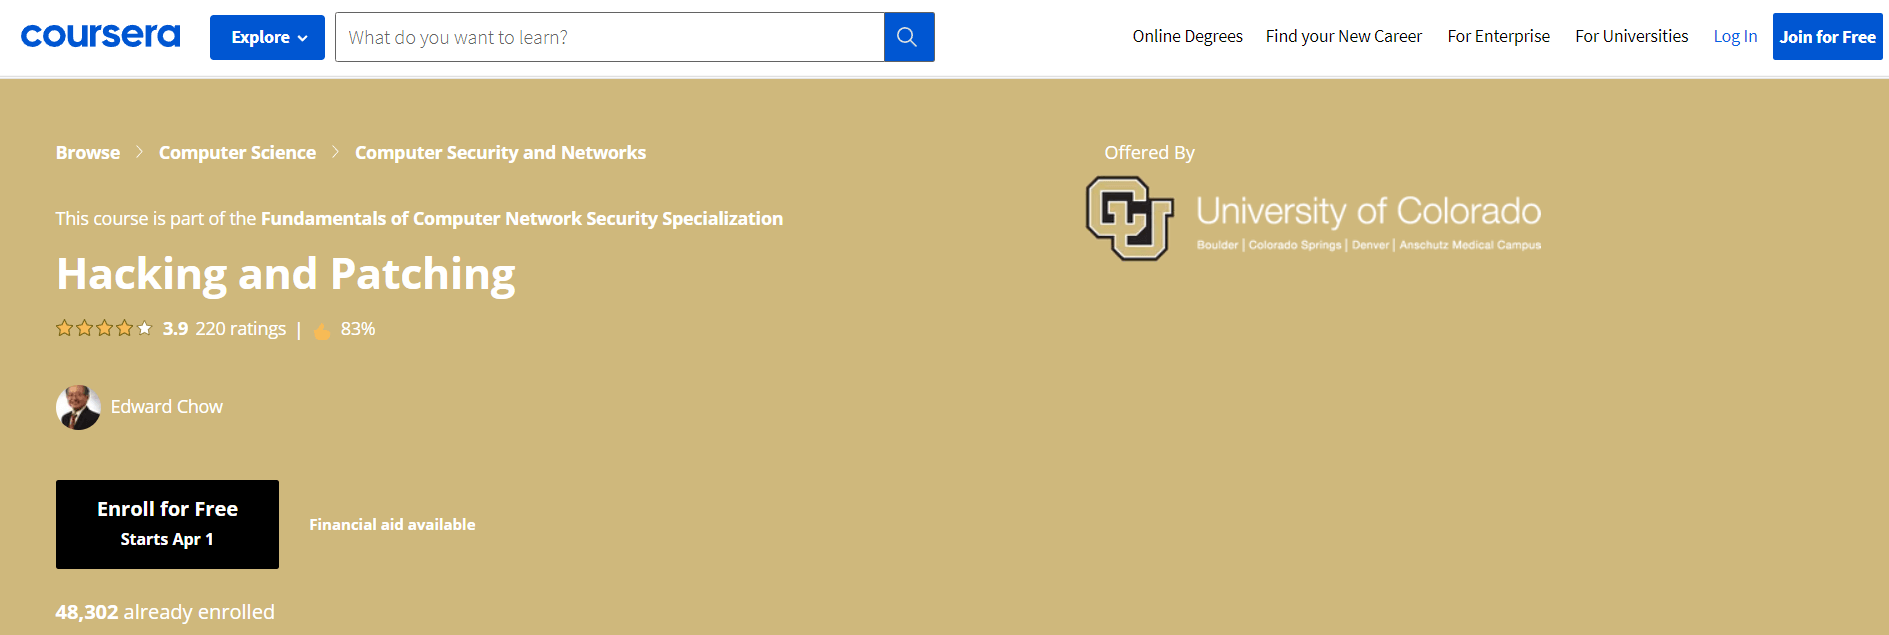 coursera
Explore
What do you want to learn?
Online Degrees
Find your New Career
For Enterprise
For Universities
Log In
Join for Free
Browse > Computer Science > Computer Security and Networks
This course is part of the Fundamentals of Computer Network Security Specialization
Hacking and Patching
3.9 220 ratings | 83%
Edward Chow
Enroll for Free
Starts Apr 1
Financial aid available
48,302 already enrolled
Offered By
CU
University of Colorado
Boulder | Colorado Springs | Denver | Anschutz Medical Campus